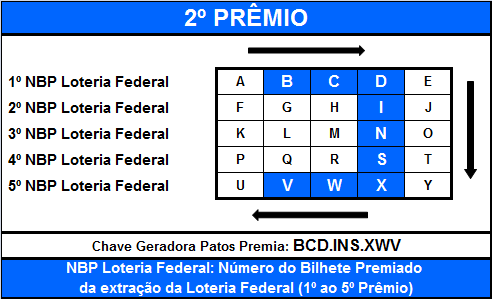 2º PRÊMIO
1º NBP Loteria Federal A B C D E
2º NBP Loteria Federal F G H I J
3º NBP Loteria Federal K L M N O
4º NBP Loteria Federal P Q R S T
5º NBP Loteria Federal U V W X Y
Chave Geradora Patos Premia: BCD.INS.XWV
NBP Loteria Federal: Número do Bilhete Premiado
da extração da Loteria Federal (1º ao 5º Prêmio)